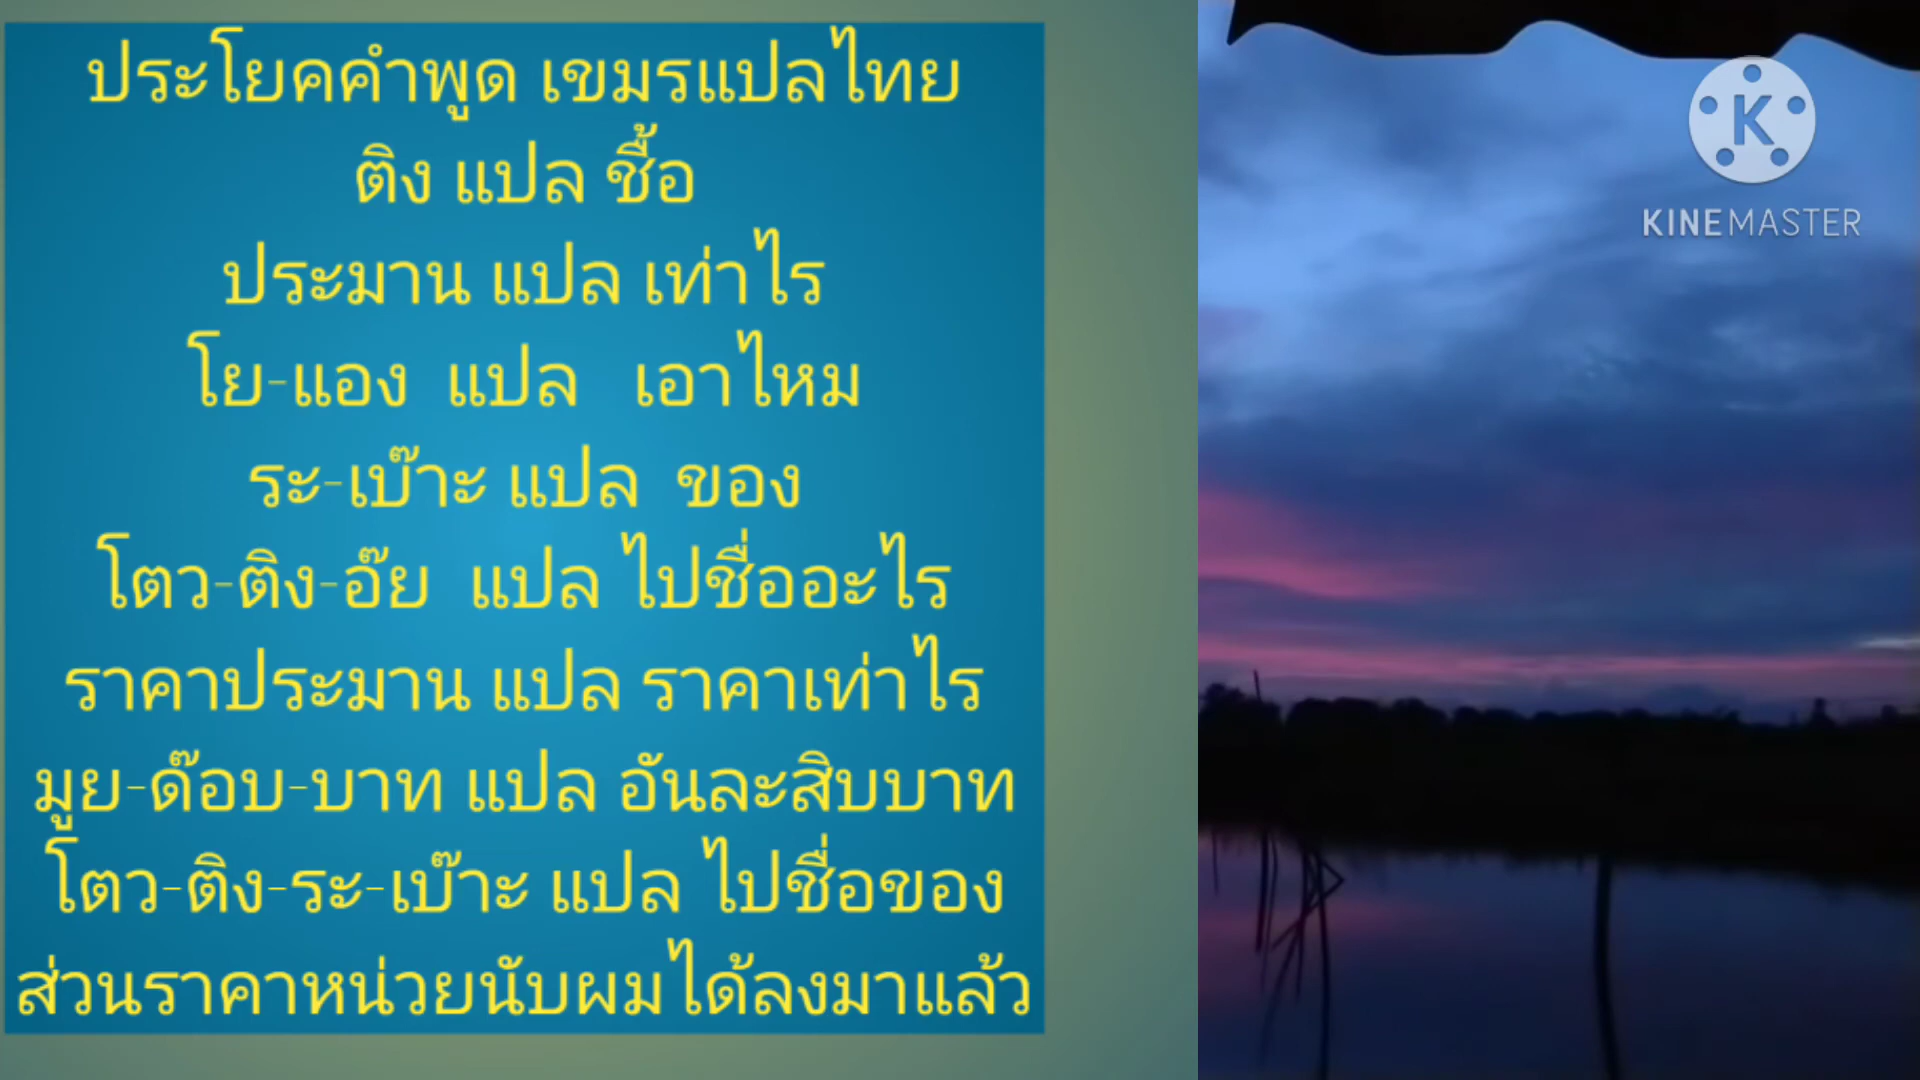 ประโยคคำพูด เขมรแปลไทย
ติง แปล ชื้อ
ประมาน แปล เท่าไร
โย-แอง แปล เอาไหม
ระ-เบ๊าะ แปล ของ
โตว-ติง-อ๊ย แปล ไปชื่ออะไร
ราคาประมาน แปล ราคาเท่าไร
มูย-ด๊อบ-บาท แปล อันละสิบบาท
โตว-ติง-ระ-เบ๊าะ แปล ไปชื่อของ
ส่วนราคาหน่วยนับผมได้ลงมาแล้ว
K
KINEMASTER